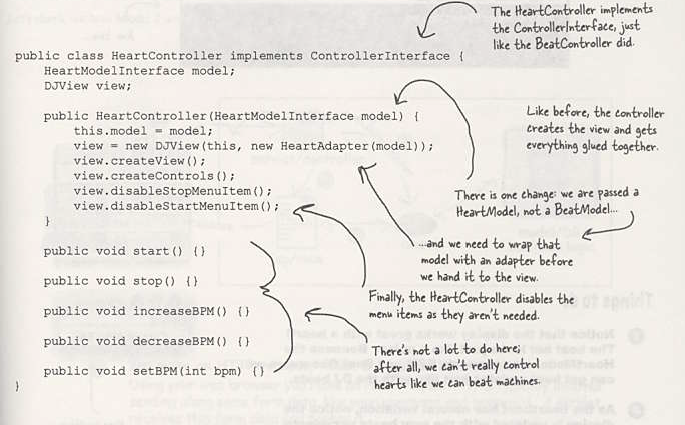 The HeartController implements
the ControllerInterface, just
like the BeatController did.
public class HeartController implements ControllerInterface {
HeartModelInterface model;
DJView view;
public HeartController(HeartModelInterface model) {
this.model = model;
view = new DJView(this, new HeartAdapter(model));
view.createView();
view.createControls();
view.disableStopMenuItem();
view.disableStartMenuItem();
}
Like before, the controller
creates the view and gets
everything glued together.
There is one change: we are passed a
HeartModel, not a BeatModel...
...and we need to wrap that
model with an adapter before
we hand it to the view.
Finally, the HeartController disables the
menu items as they aren't needed.
public void start() {}
public void stop() {}
public void increaseBPM() {}
public void decreaseBPM() {}
public void setBPM(int bpm) {}
}
There's not a lot to do here;
after all, we can't really control
hearts like we can beat machines.